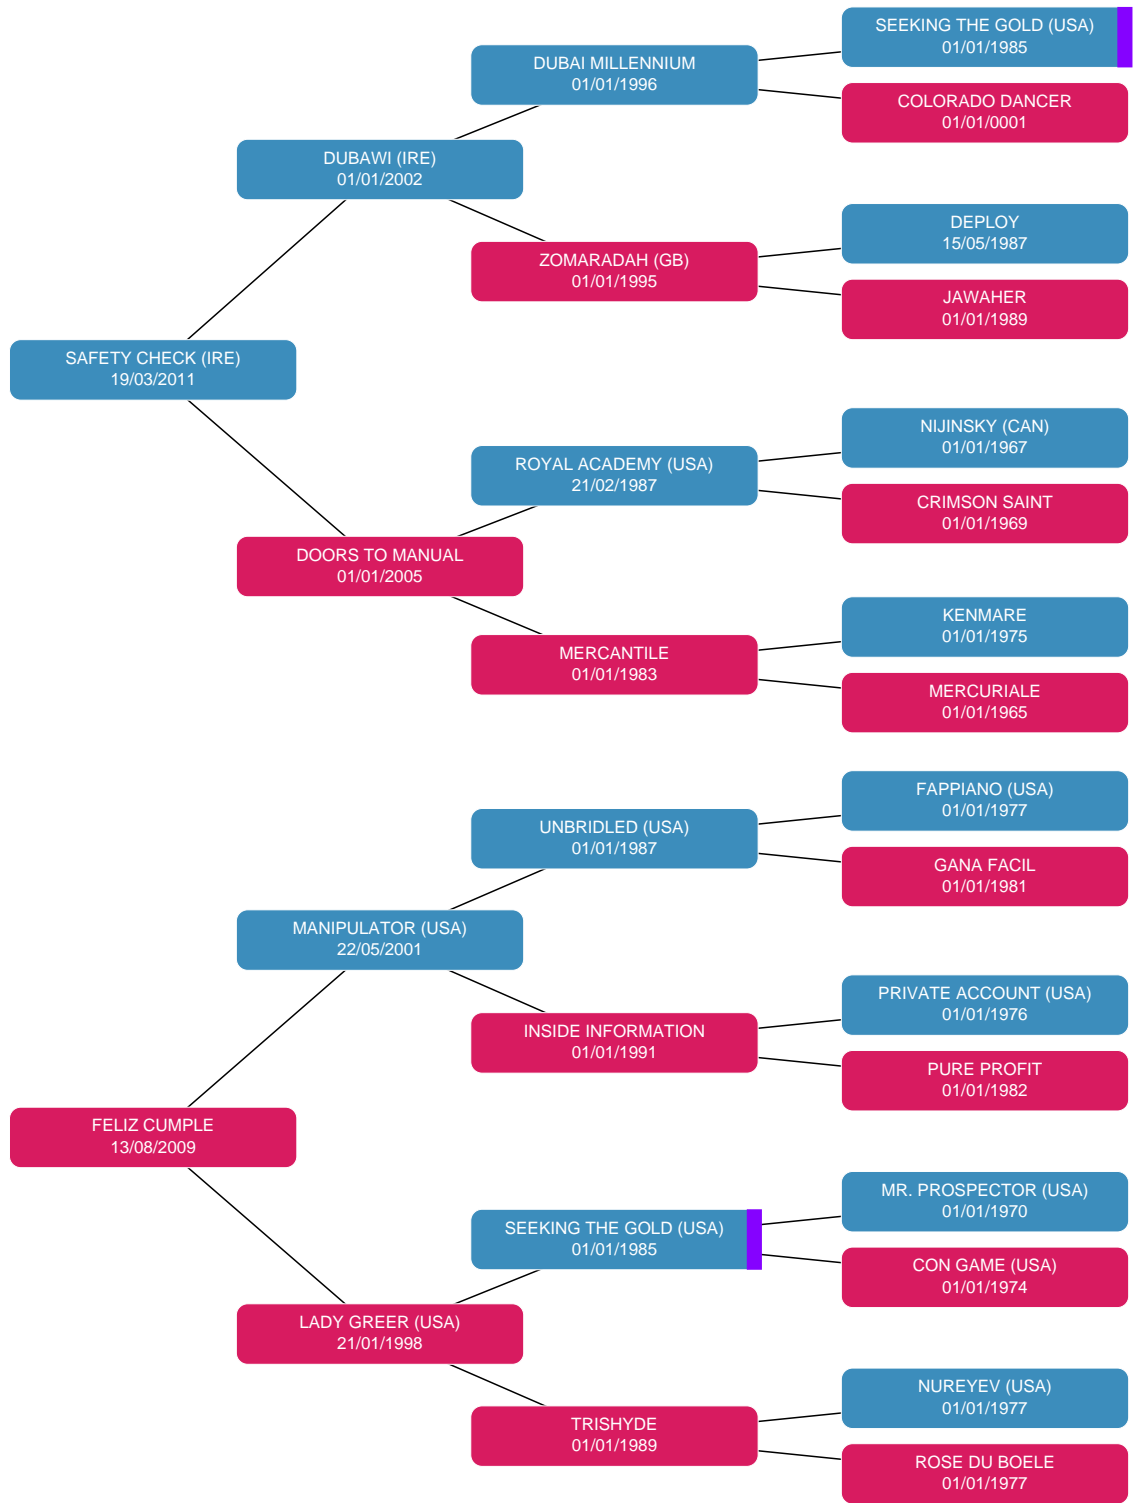 SEEKING THE GOLD (USA)
01/01/1985
DUBAI MILLENNIUM
01/01/1996
COLORADO DANCER
01/01/0001
DUBAWI (IRE)
01/01/2002
DEPLOY
15/05/1987
ZOMARADAH (GB)
01/01/1995
JAWAHER
01/01/1989
SAFETY CHECK (IRE)
19/03/2011
NIJINSKY (CAN)
01/01/1967
ROYAL ACADEMY (USA)
21/02/1987
CRIMSON SAINT
01/01/1969
DOORS TO MANUAL
01/01/2005
KENMARE
01/01/1975
MERCANTILE
01/01/1983
MERCURIALE
01/01/1965
FAPPIANO (USA)
01/01/1977
UNBRIDLED (USA)
01/01/1987
GANA FACIL
01/01/1981
MANIPULATOR (USA)
22/05/2001
PRIVATE ACCOUNT (USA)
01/01/1976
INSIDE INFORMATION
01/01/1991
PURE PROFIT
01/01/1982
FELIZ CUMPLE
13/08/2009
MR. PROSPECTOR (USA)
01/01/1970
SEEKING THE GOLD (USA)
01/01/1985
CON GAME (USA)
01/01/1974
LADY GREER (USA)
21/01/1998
NUREYEV (USA)
01/01/1977
TRISHYDE
01/01/1989
ROSE DU BOELE
01/01/1977